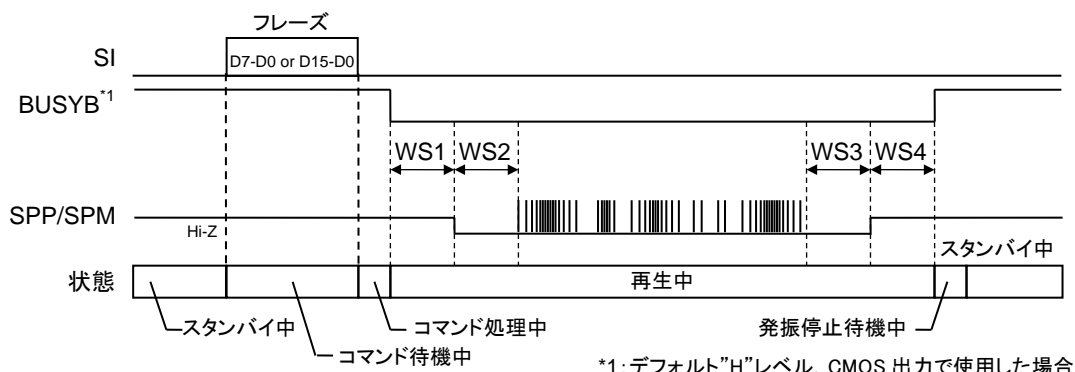 フレーズ
SI
D7-D0 or D15-D0
BUSYB*1
WS1
WS2
WS3
WS4
SPP/SPM
Hi-Z
スタンバイ中
状態
再生中
スタンバイ中
コマンド処理中
発振停止待機中
コマンド待機中
*1:デフォルト"H"レベル、CMOS 出力で使用した場合